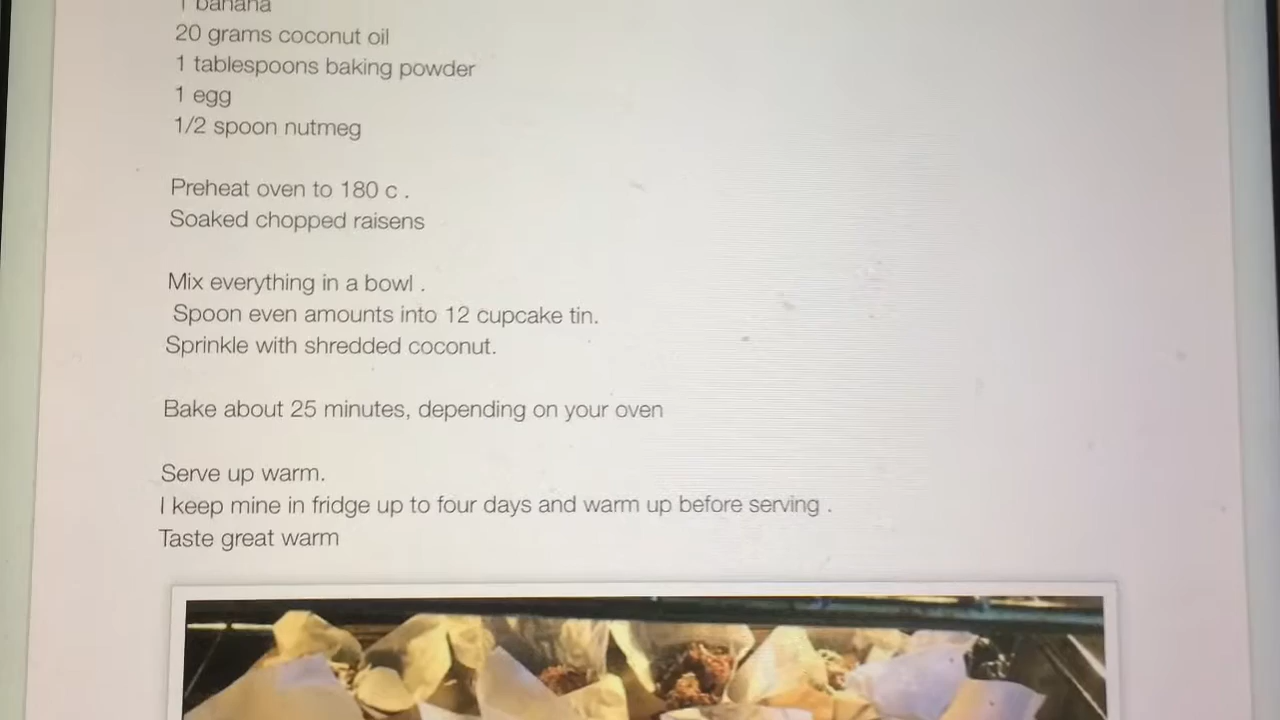 1 banana
20 grams coconut oil
1 tablespoons baking powder
1 egg
1/2 spoon nutmeg
Preheat oven to 180 c .
Soaked chopped raisens
Mix everything in a bowl .
Spoon even amounts into 12 cupcake tin.
Sprinkle with shredded coconut.
Bake about 25 minutes, depending on your oven
Serve up warm.
I keep mine in fridge up to four days and warm up before serving .
Taste great warm